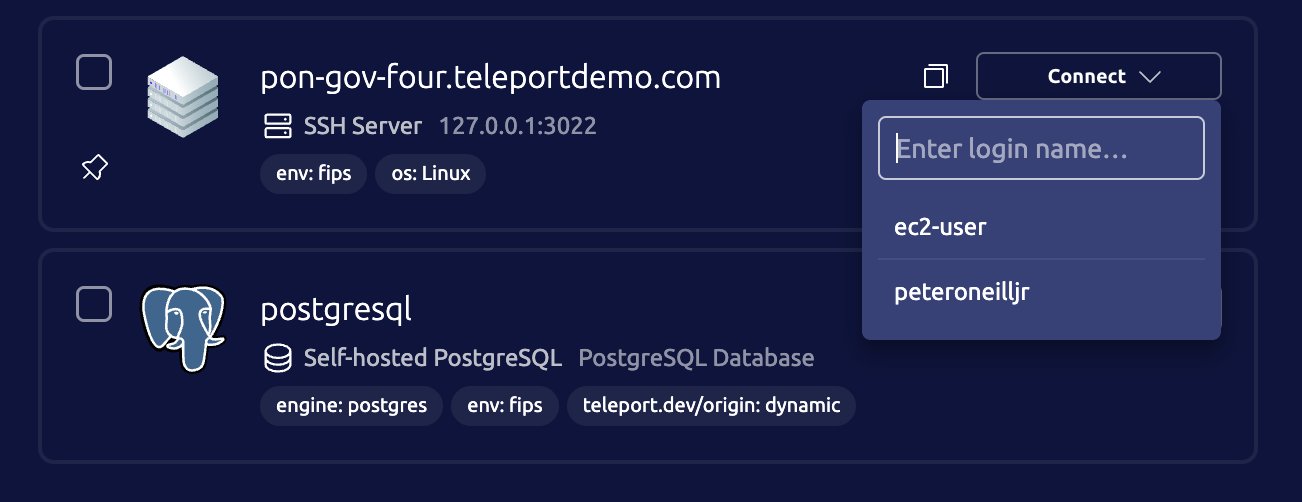 pon-gov-four.teleportdemo.com
Connect
SSH Server 127.0.0.1:3022
Enter login name...
env: fips os: Linux
ec2-user
peteroneilljr
postgresql
Self-hosted PostgreSQL PostgreSQL Database
engine: postgres env: fips teleport.dev/origin: dynamic